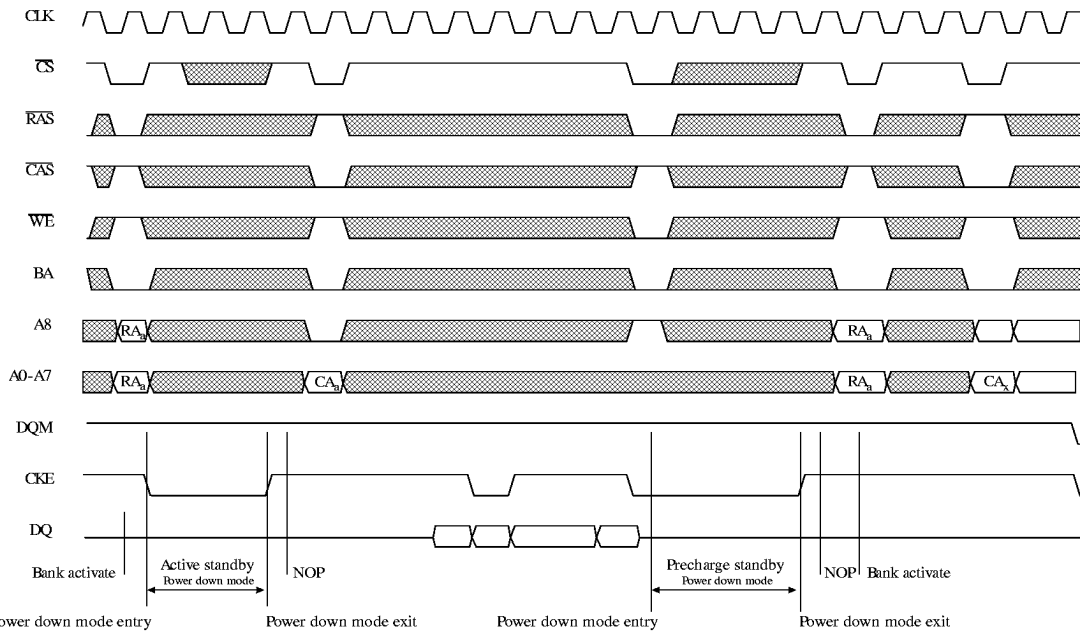 CLK
CS
RAS
CAS
WE
BA
A8 RAa RAa
A0-A7 RAa CAa RAa CAx
DQM
CKE
DQ
Bank activate Active standby NOP Precharge standby NOP Bank activate
Power down mode Power down mode
ower down mode entry Power down mode exit Power down mode entry Power down mode exit